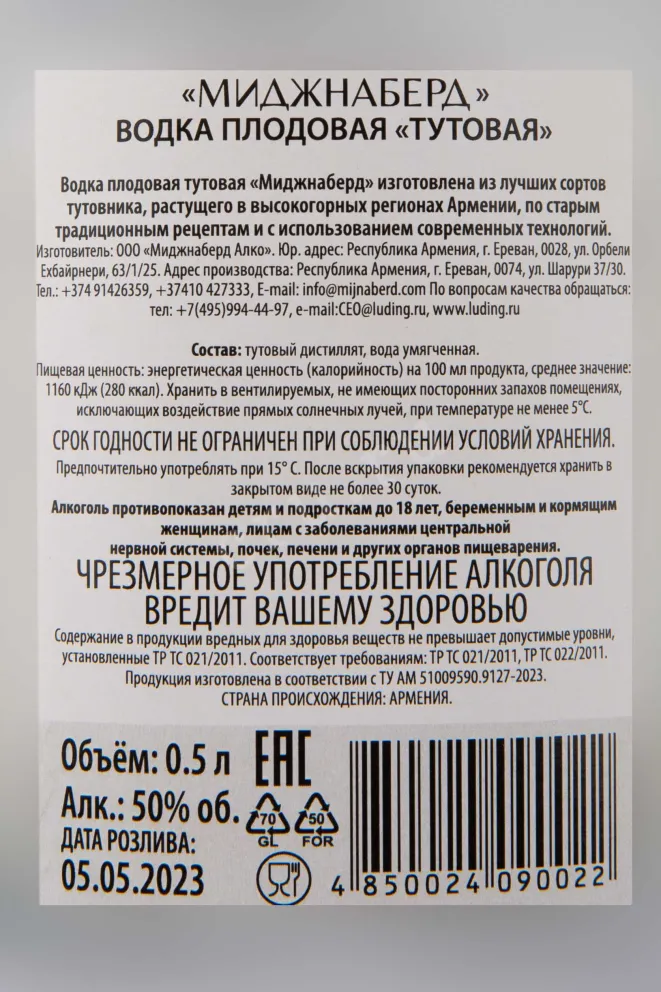 «МИДЖНАБЕРД»
ВОДКА ПЛОДОВАЯ «ТУТОВАЯ»
Водка плодовая тутовая «Миджнаберд» изготовлена из лучших сортов
тутовника, растущего в высокогорных регионах Армении, по старым
традиционным рецептам и с использованием современных технологий.
Изготовитель: ООО «Миджнаберд Алко». Юр. адрес: Республика Армения, г. Ереван, 0028, ул. Орбели
Ехбайрнери, 63/1/25. Адрес производства: Республика Армения, г. Ереван, 0074, ул. Шарури 37/30.
Тел.: +374 91426359, +37410 427333, E-mail: info@mijnaberd.com По вопросам качества обращаться:
тел: +7(495)994-44-97, e-mail:CEO@luding.ru, www.luding.ru
Состав: тутовый дистиллят, вода умягченная.
Пищевая ценность: энергетическая ценность (калорийность) на 100 мл продукта, среднее значение:
1160 кДж (280 ккал). Хранить в вентилируемых, не имеющих посторонних запахов помещениях,
исключающих воздействие прямых солнечных лучей, при температуре не менее 5°С.
СРОК ГОДНОСТИ НЕ ОГРАНИЧЕН ПРИ СОБЛЮДЕНИИ УСЛОВИЙ ХРАНЕНИЯ.
Предпочтительно употреблять при 15° С. После вскрытия упаковки рекомендуется хранить в
закрытом виде не более 30 суток.
Алкоголь противопоказан детям и подросткам до 18 лет, беременным и кормящим
женщинам, лицам с заболеваниями центральной
нервной системы, почек, печени и других органов пищеварения.
ЧРЕЗМЕРНОЕ УПОТРЕБЛЕНИЕ АЛКОГОЛЯ
ВРЕДИТ ВАШЕМУ ЗДОРОВЬЮ
Содержание в продукции вредных для здоровья веществ не превышает допустимые уровни,
установленные ТР ТС 021/2011. Соответствует требованиям: ТР ТС 021/2011, ТР ТС 022/2011.
Продукция изготовлена в соответствии с ТУ АМ 51009590.9127-2023.
СТРАНА ПРОИСХОЖДЕНИЯ: АРМЕНИЯ.
Объём: 0.5 л
EAC
Алк.: 50% об.
70
GL
50
FOR
ДАТА РОЗЛИВА:
05.05.2023
4 850024 090022